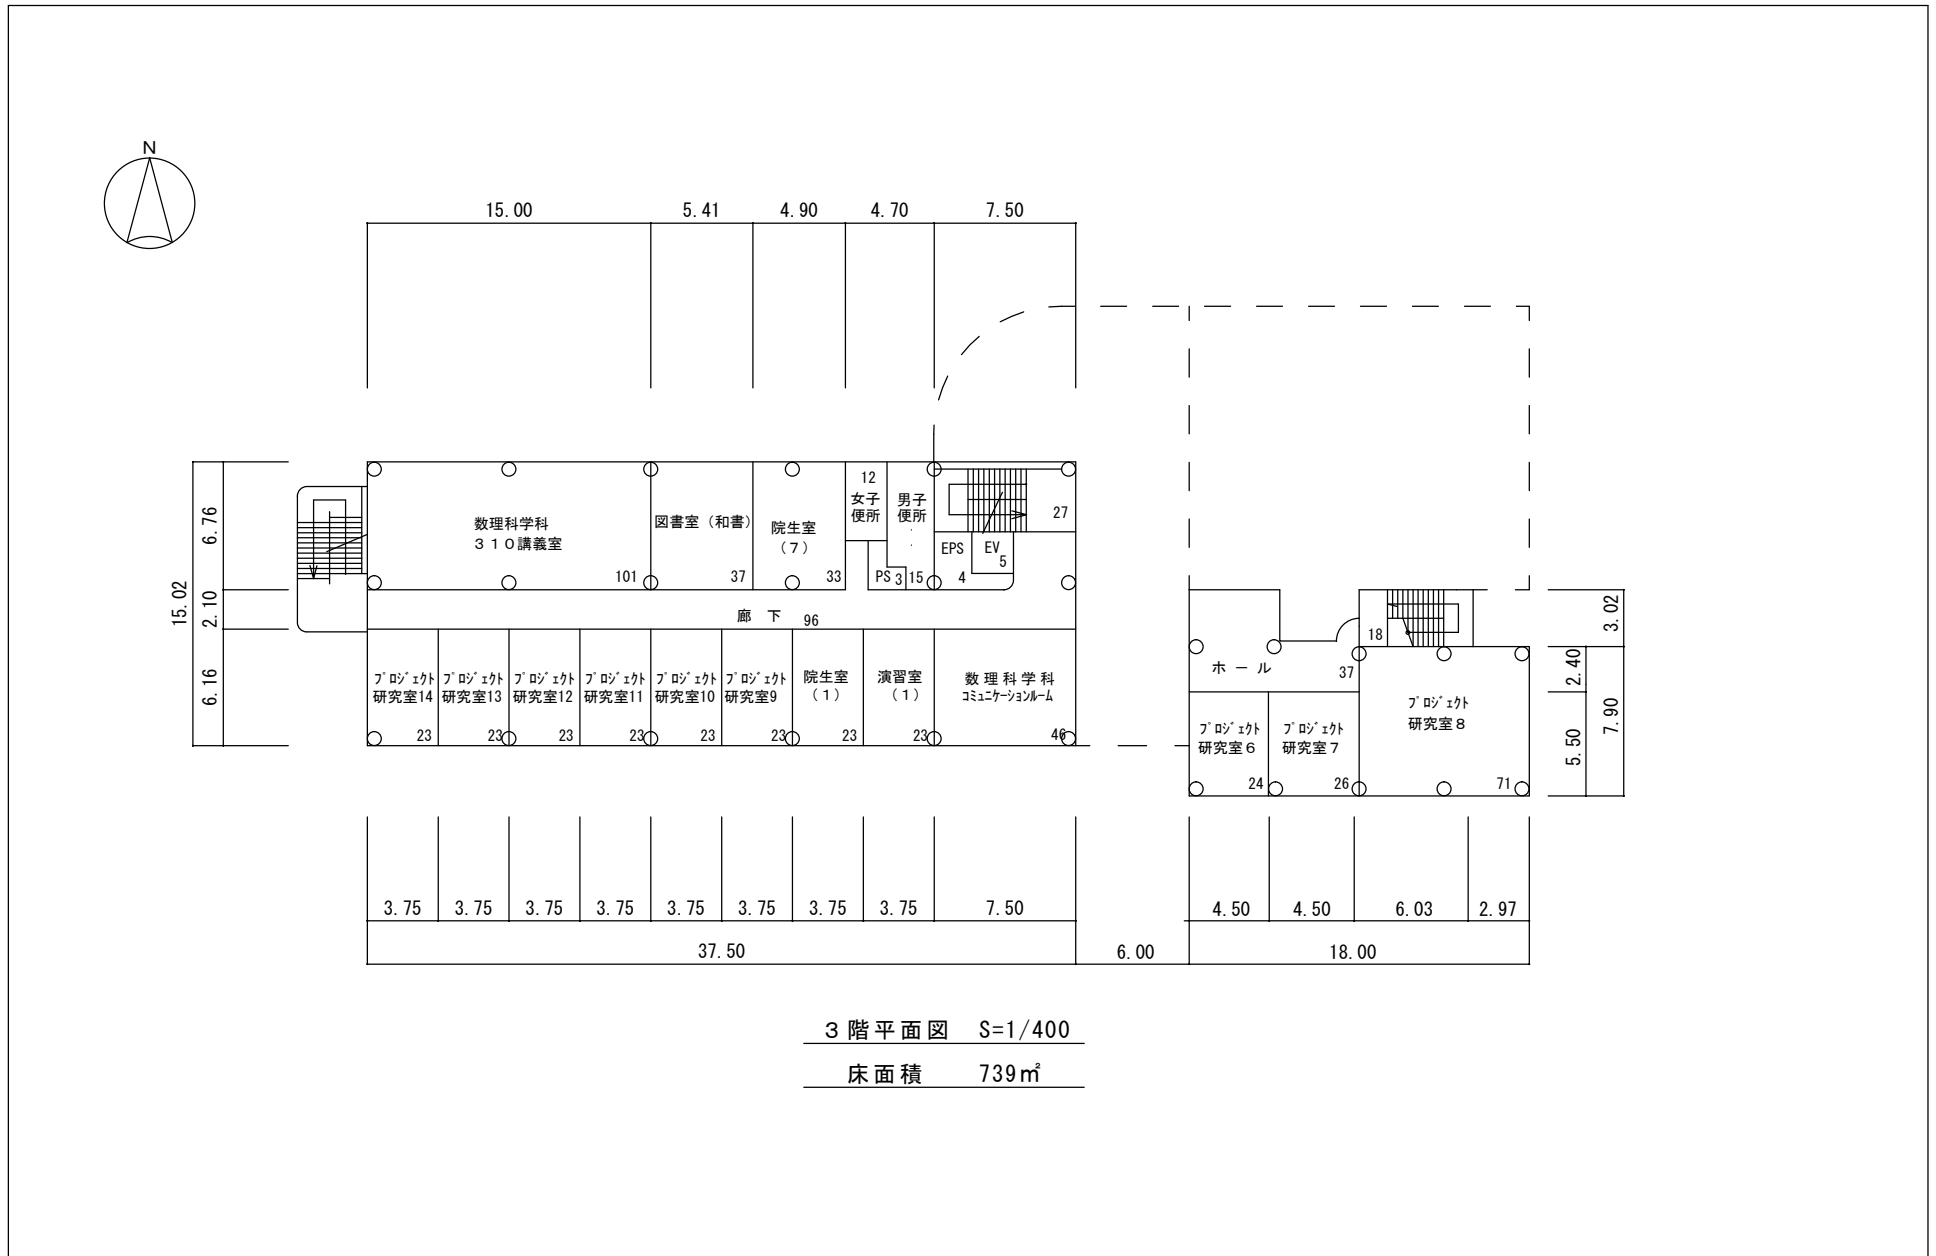 N
15.00 5.41 4.90 4.70 7.50
15.02
6.76
2.10
6.16
数理科学科
３１０講義室
101
図書室（和書）
37
院生室
（７）
33
12
女子
便所
男子
便所
15
PS 3
27
EPS
4
EV
5
廊 下 96
プロジェクト
研究室14
23
プロジェクト
研究室13
23
プロジェクト
研究室12
23
プロジェクト
研究室11
23
プロジェクト
研究室10
23
プロジェクト
研究室9
23
院生室
（１）
23
演習室
（１）
23
数理科学科
コミュニケーションルーム
46
18
ホ ー ル
37
プロジェクト
研究室６
24
プロジェクト
研究室７
26
プロジェクト
研究室８
71
3.02
2.40
7.90
5.50
3.75 3.75 3.75 3.75 3.75 3.75 3.75 3.75 7.50 4.50 4.50 6.03 2.97
37.50 6.00 18.00
３階平面図 S=1/400
床面積 739㎡